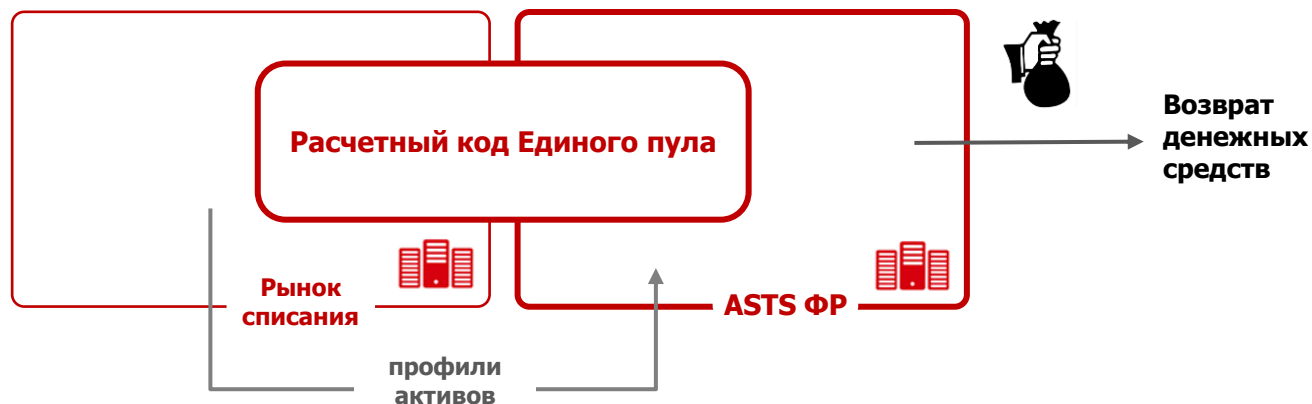 Расчетный код Единого пула
Возврат
денежных
средств
Рынок
списания
ASTS ФР
профили
активов